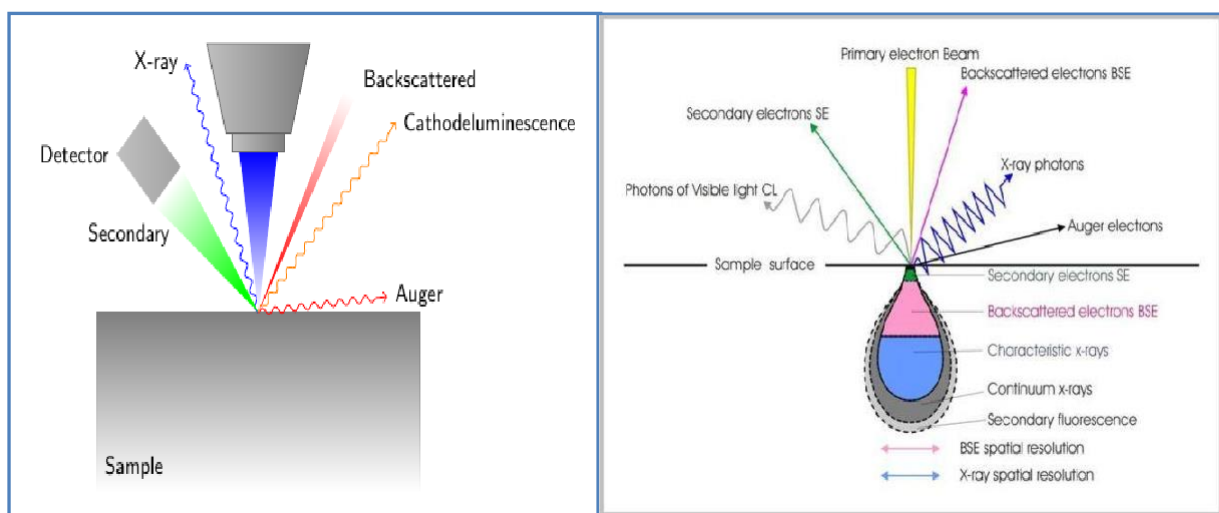 X-ray
Backscattered
Cathodeluminescence
Detector
Secondary
Auger
Sample
Primary electron Beam
Backscattered electrons BSE
Secondary electrons SE
X-ray photons
Photons of Visible light CL
Auger electrons
Sample surface
Secondary electrons SE
Backscattered electrons BSE
Characteristic x-rays
Continuum x-rays
Secondary fluorescence
BSE spatial resolution
X-ray spatial resolution